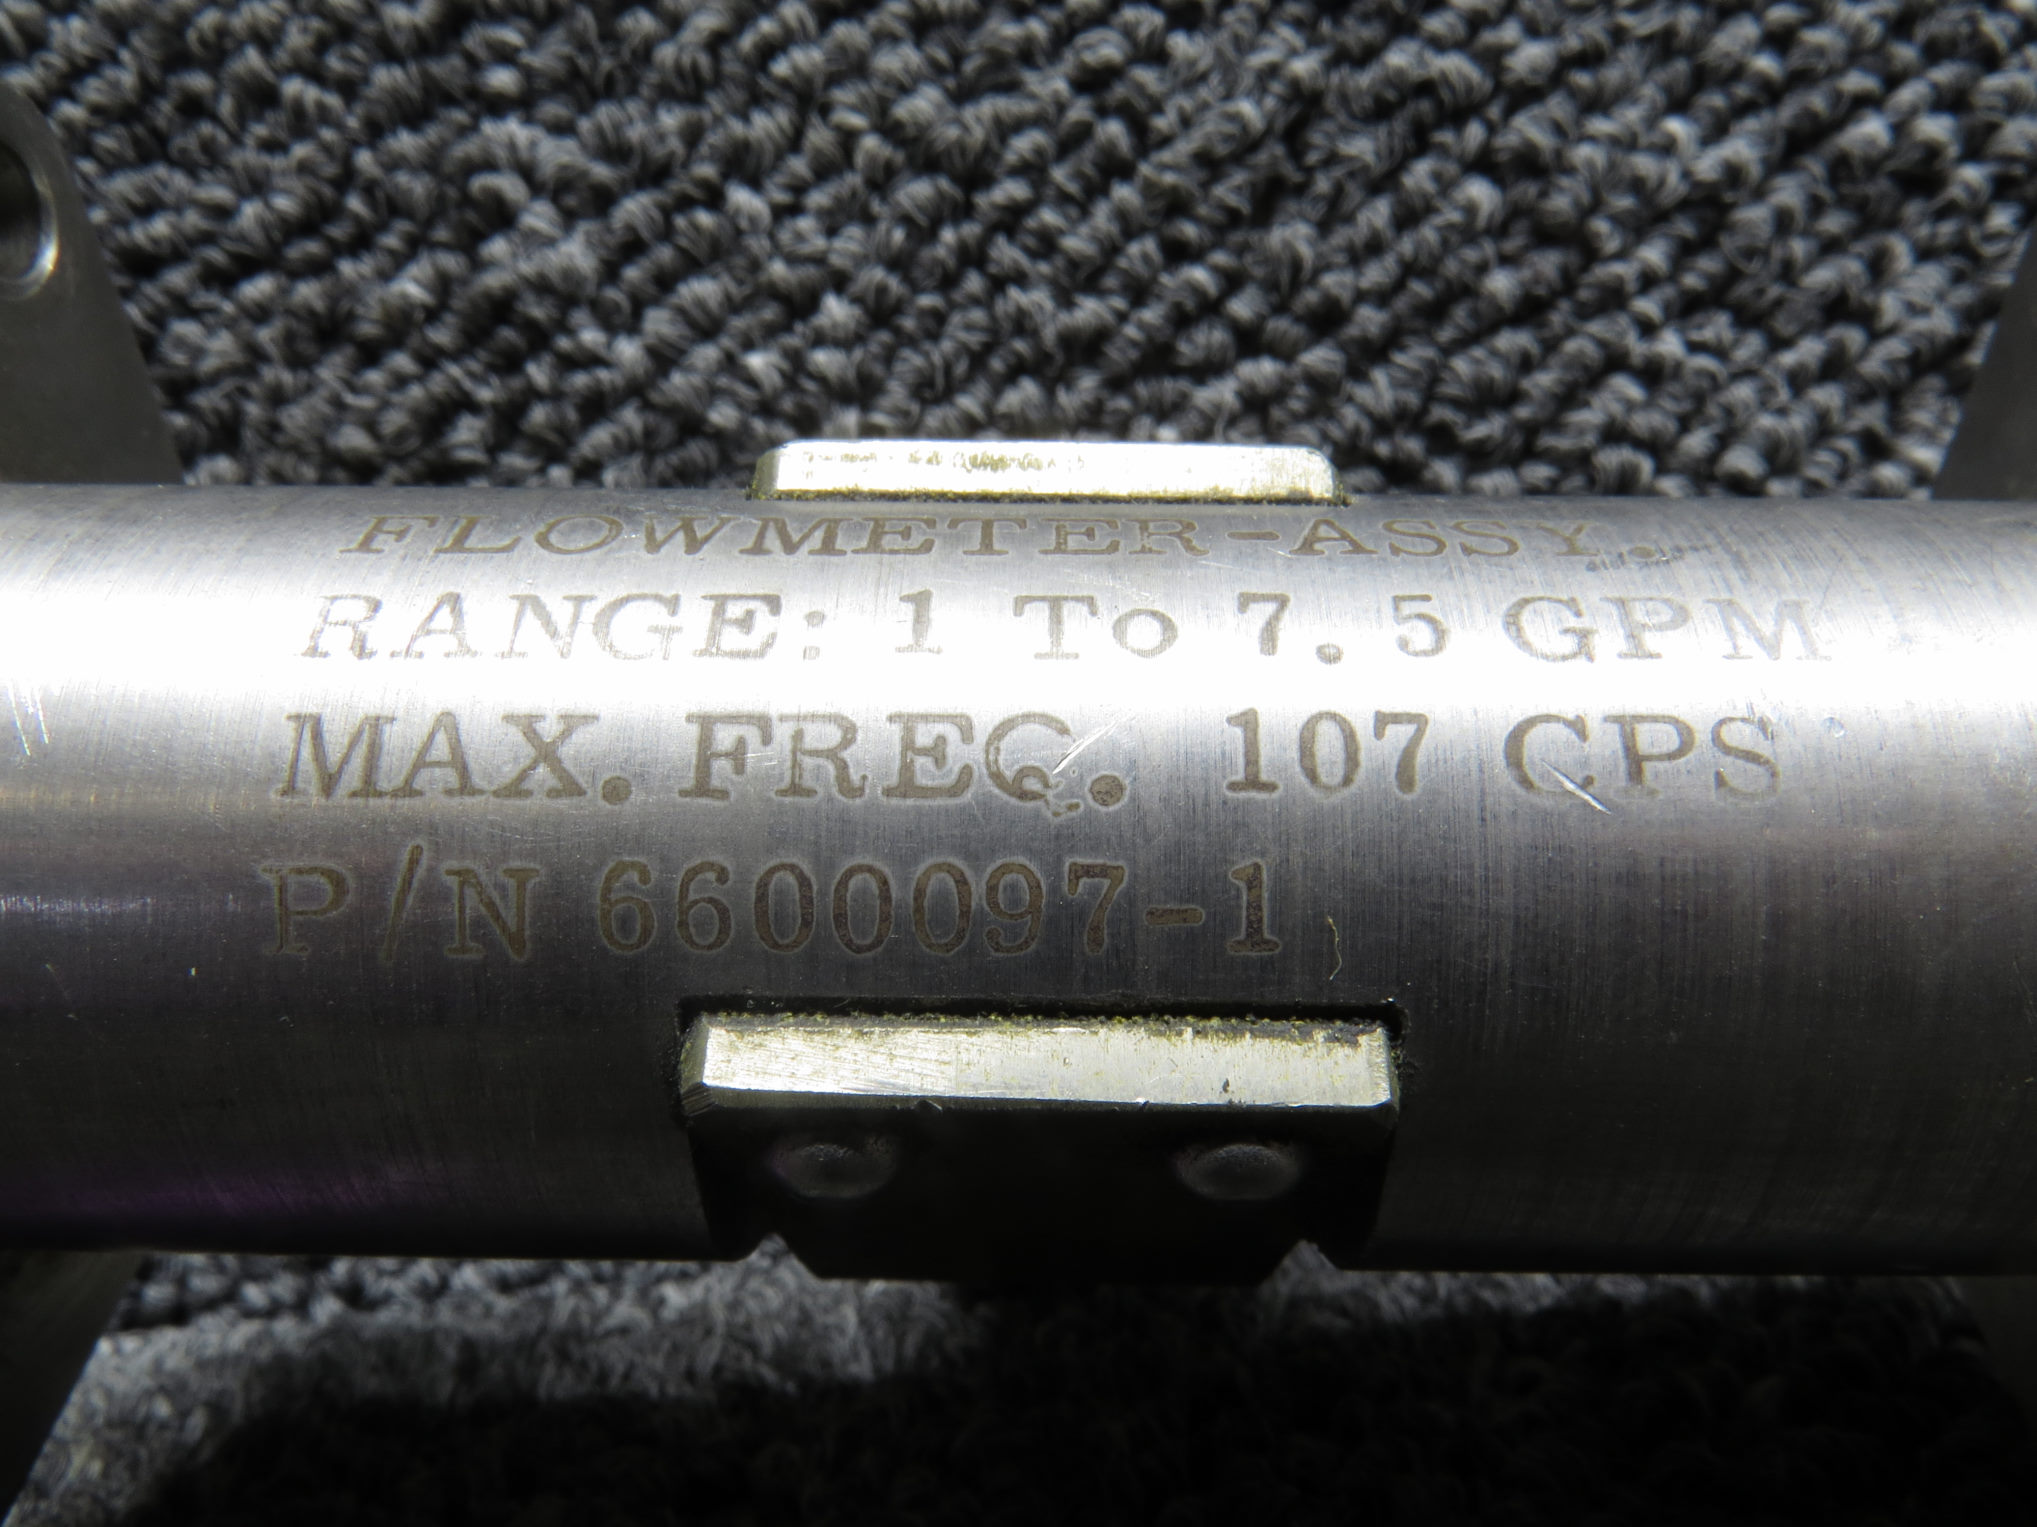 FLOWMETER-ASSY.
RANGE: 1 To 7.5 GPM
MAX. FREQ. 107 CPS
P/N 6600097-1